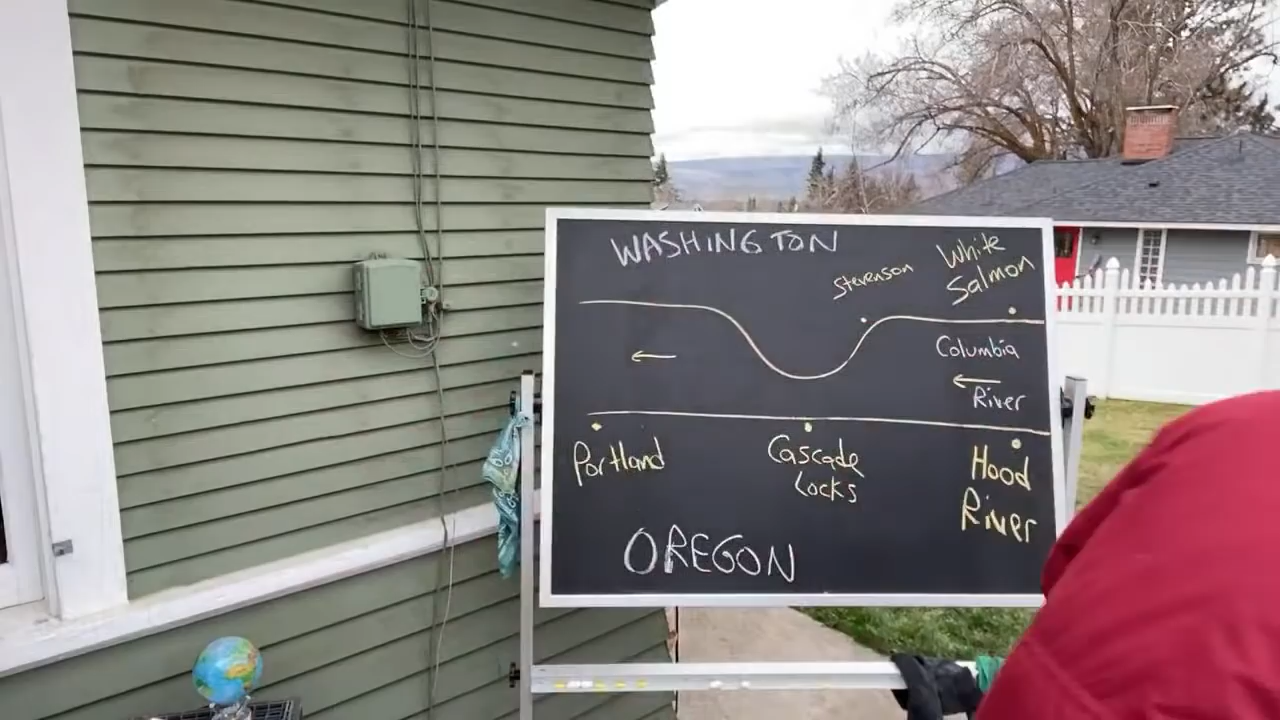 WASHINGTON
Stevenson
White
Salmon
Columbia
River
Portland
Cascade
Locks
Hood
River
OREGON